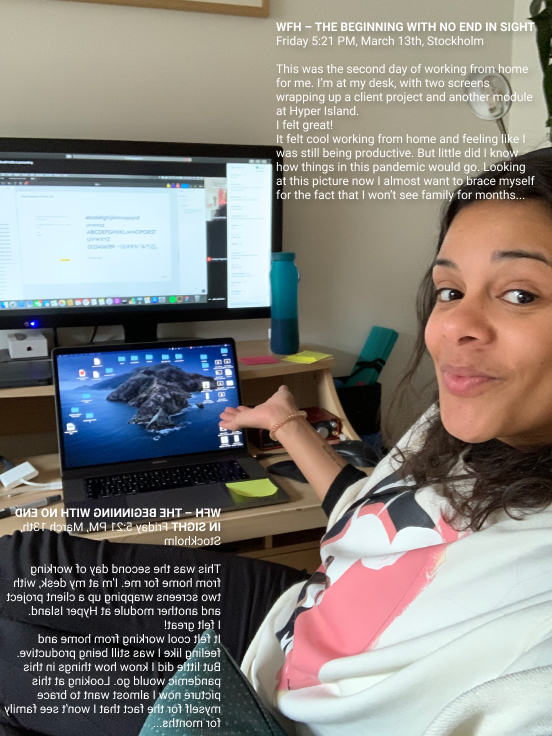 WFH – THE BEGINNING WITH NO END IN SIGHT
Friday 5:21 PM, March 13th, Stockholm
This was the second day of working from home
for me. I'm at my desk, with two screens
wrapping up a client project and another module
at Hyper Island.
I felt great!
It felt cool working from home and feeling like I
was still being productive. But little did I know
how things in this pandemic would go. Looking
at this picture now I almost want to brace myself
for the fact that I won't see family for months...
WFH – THE BEGINNING WITH NO END
IN SIGHT Friday 5:21 PM, March 13th,
Stockholm
This was the second day of working
from home for me. I'm at my desk, with
two screens wrapping up a client project
and another module at Hyper Island.
I felt great!
It felt cool working from home and
feeling like I was still being productive.
But little did I know how things in this
pandemic would go. Looking at this
picture now I almost want to brace
myself for the fact that I won't see family
for months...